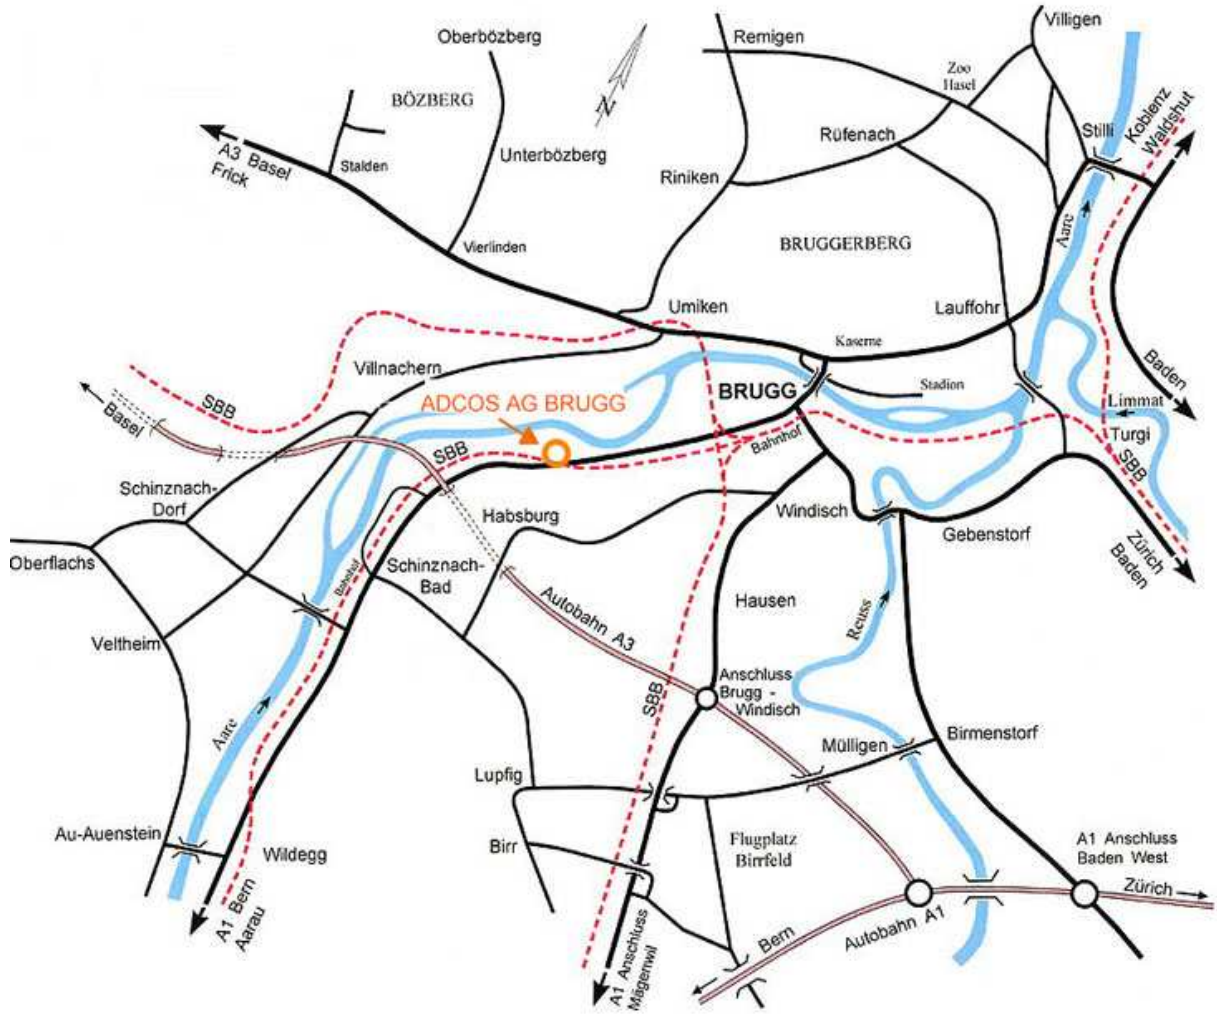 Villigen
Oberbözberg
Remigen
Zoo
Hasel
BÖZBERG
N
Koblenz
Waldshut
Stilli
Rüfenach
A3 Basel
Frick
Stalden
Unterbözberg
Riniken
Aare
BRUGGERBERG
Vierlinden
Umiken
Lauffohr
Kaserne
Villnachern
Baden
BRUGG
Stadion
SBB
Basel
ADCOS AG BRUGG
Limmat
Turgi
SBB
Bahnhof
SBB
Schinznach-
Dorf
Habsburg
Windisch
Gebenstorf
Zürich
Baden
Oberflachs
Bahnhof
Schinznach-
Bad
Autobahn A3
Hausen
Reuss
Veltheim
Anschluss
Brugg -
Windisch
SBB
Aare
Mülligen
Birmenstorf
Lupfig
Au-Auenstein
Wildegg
Birr
Flugplatz
Birrfeld
A1 Anschluss
Baden West
Zürich
A1 Bern
Aarau
Bern
Autobahn A1
A1 Anschluss
Mägenwil